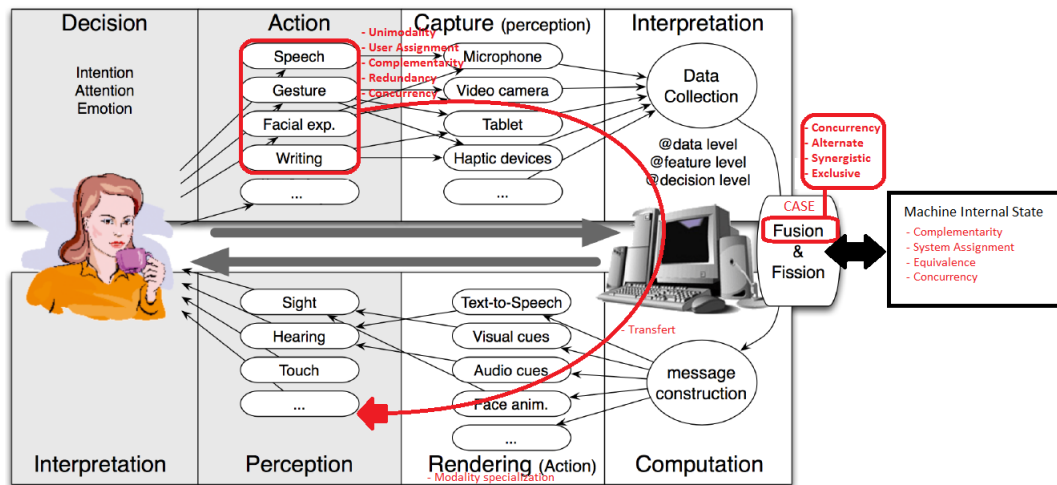 Decision
Action
Capture (perception)
Interpretation
- Unimodality
- User Assignment
- Complementarity
- Redundancy
- Concurrency
Intention
Attention
Emotion
Speech
Gesture
Facial exp.
Writing
...
Microphone
Video camera
Tablet
Haptic devices
...
Data
Collection
@data level
@feature level
@decision level
- Concurrency
- Alternate
- Synergistic
- Exclusive
CASE
Fusion
&
Fission
Machine Internal State
- Complementarity
- System Assignment
- Equivalence
- Concurrency
Sight
Hearing
Touch
...
Text-to-Speech
Visual cues
Audio cues
Face anim.
...
- Transfert
message
construction
Interpretation
Perception
Rendering (Action)
- Modality specialization
Computation